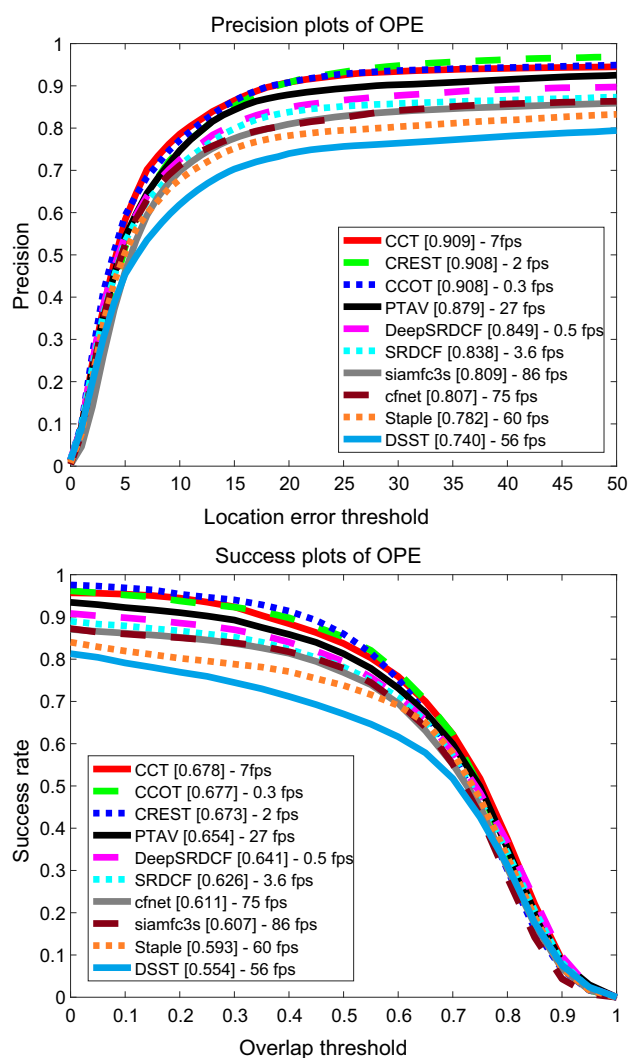 Precision plots of OPE
1
0.9
0.8
0.7
0.6
0.5
0.4
0.3
0.2
0.1
0
Precision
CCT [0.909] - 7fps
CREST [0.908] - 2 fps
CCOT [0.908] - 0.3 fps
PTAV [0.879] - 27 fps
DeepSRDCF [0.849] - 0.5 fps
SRDCF [0.838] - 3.6 fps
siamfc3s [0.809] - 86 fps
cfnet [0.807] - 75 fps
Staple [0.782] - 60 fps
DSST [0.740] - 56 fps
0 5 10 15 20 25 30 35 40 45 50
Location error threshold
Success plots of OPE
1
0.9
0.8
0.7
0.6
0.5
0.4
0.3
0.2
0.1
0
Success rate
CCT [0.678] - 7fps
CCOT [0.677] - 0.3 fps
CREST [0.673] - 2 fps
PTAV [0.654] - 27 fps
DeepSRDCF [0.641] - 0.5 fps
SRDCF [0.626] - 3.6 fps
cfnet [0.611] - 75 fps
siamfc3s [0.607] - 86 fps
Staple [0.593] - 60 fps
DSST [0.554] - 56 fps
0 0.1 0.2 0.3 0.4 0.5 0.6 0.7 0.8 0.9 1
Overlap threshold